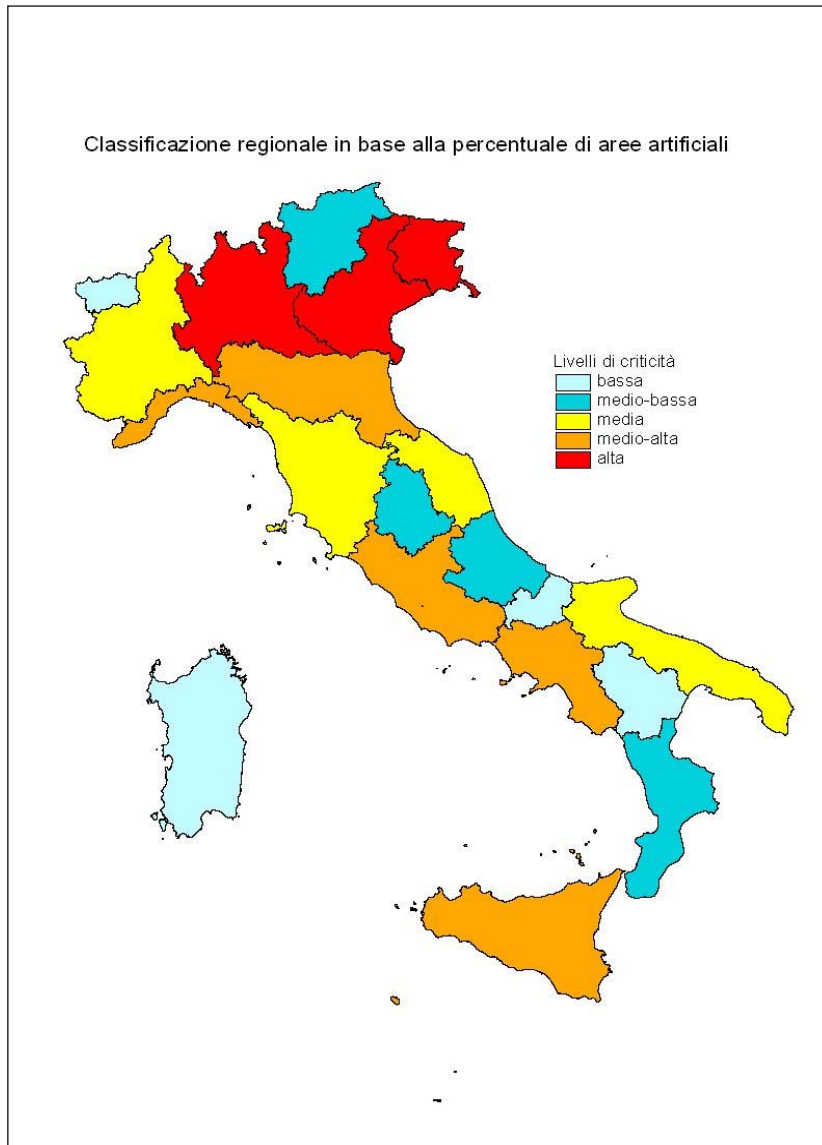 Classificazione regionale in base alla percentuale di aree artificiali
Livelli di criticità
bassa
medio-bassa
media
medio-alta
alta